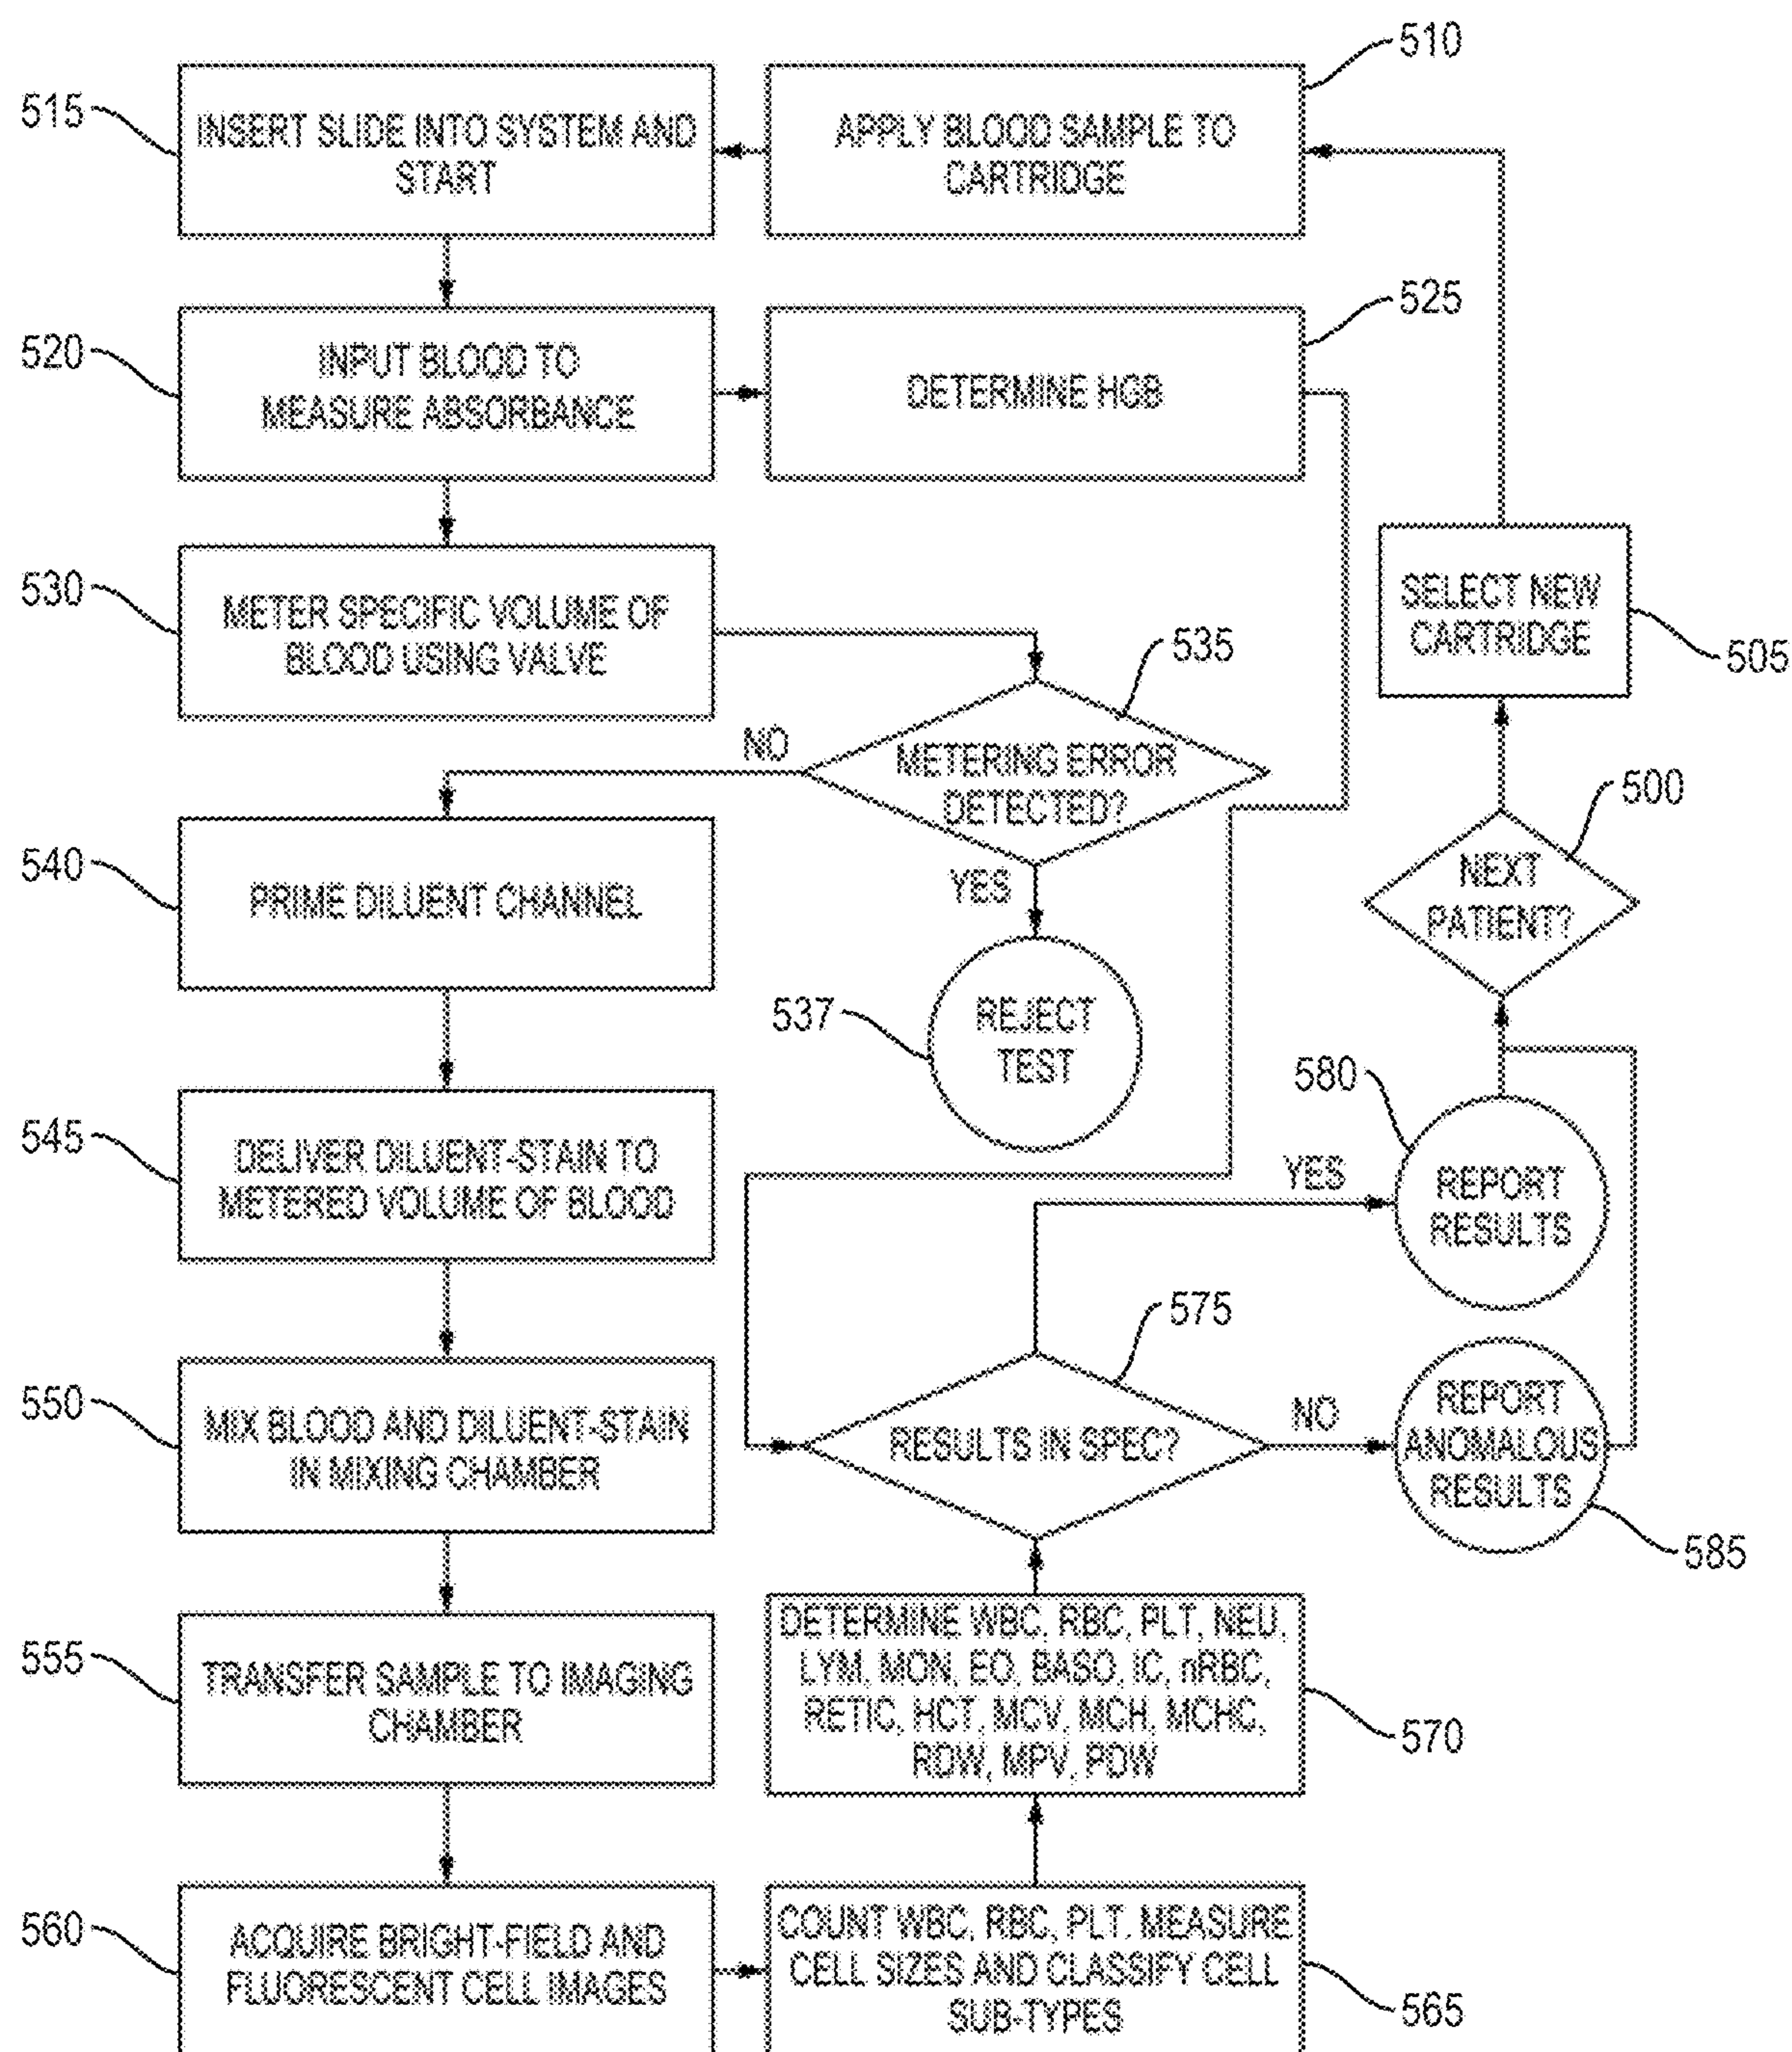 510
515
INSERT SLIDE INTO SYSTEM AND
START
APPLY BLOOD SAMPLE TO
CARTRIDGE
525
520
INPUT BLOOD TO
MEASURE ABSORBANCE
DETERMINE HGB
530
METER SPECIFIC VOLUME OF
BLOOD USING VALVE
535
SELECT NEW
CARTRIDGE
505
NO
METERING ERROR
DETECTED?
YES
500
NEXT
PATIENT?
540
PRIME DILUENT CHANNEL
537
REJECT
TEST
580
545
DELIVER DILUENT-STAIN TO
METERED VOLUME OF BLOOD
YES
REPORT
RESULTS
575
550
MIX BLOOD AND DILUENT-STAIN
IN MIXING CHAMBER
RESULTS IN SPEC?
NO
REPORT
ANOMALOUS
RESULTS
585
555
TRANSFER SAMPLE TO IMAGING
CHAMBER
DETERMINE WBC, RBC, PLT, NEU,
LYM, MON, EO, BASO, IC, nRBC,
RETIC, HCT, MCV, MCH, MCHC,
RDW, MPV, PDW
570
560
ACQUIRE BRIGHT-FIELD AND
FLUORESCENT CELL IMAGES
COUNT WBC, RBC, PLT. MEASURE
CELL SIZES AND CLASSIFY CELL
SUB-TYPES
565